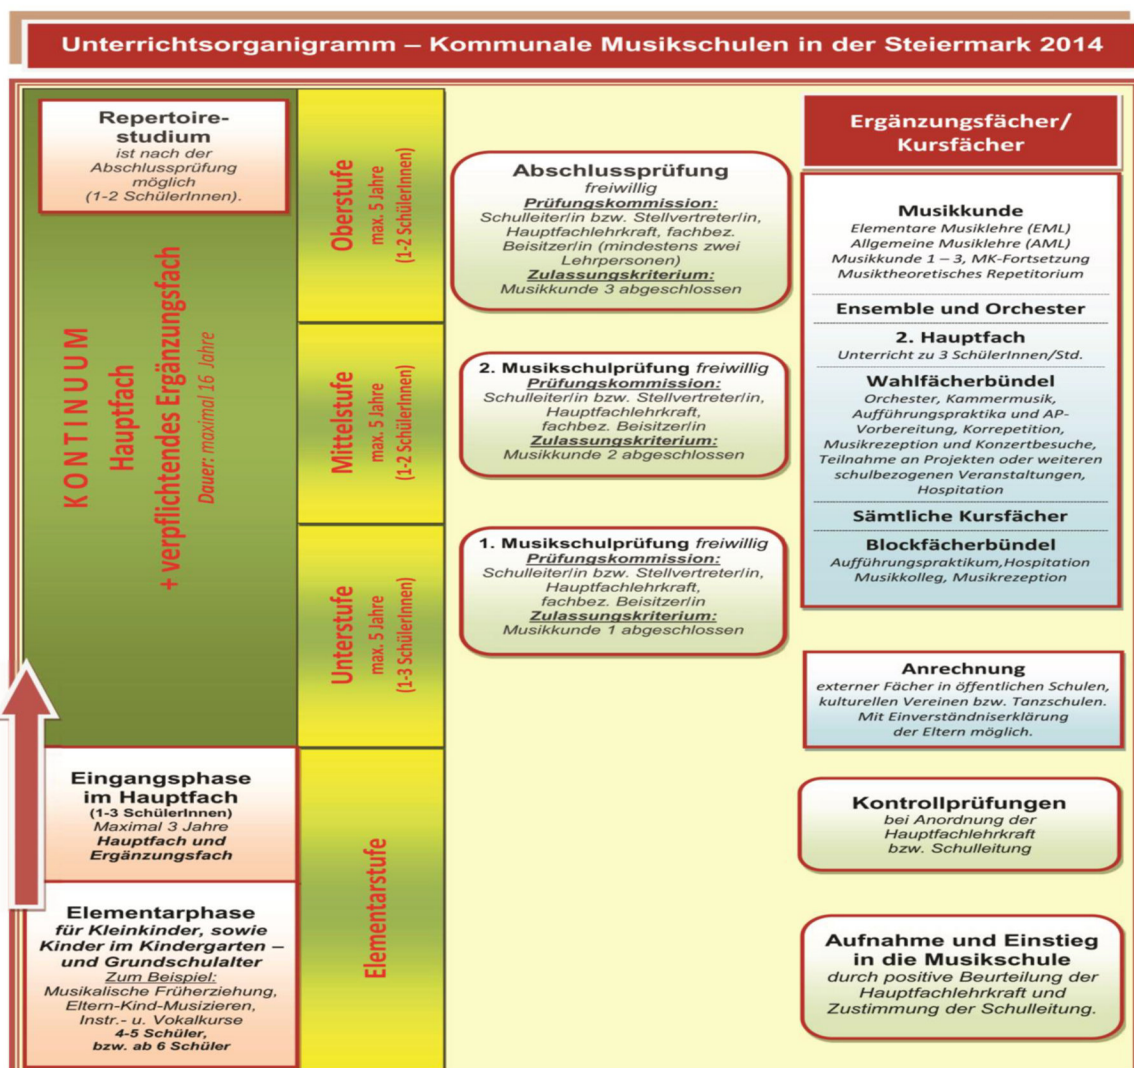 Unterrichtsorganigramm – Kommunale Musikschulen in der Steiermark 2014
Repertoire-
studium
ist nach der
Abschlussprüfung
möglich
(1-2 SchülerInnen).
KONTINUUM
Hauptfach
+ verpflichtendes Ergänzungsfach
Dauer: maximal 16 Jahre
Eingangsphase
im Hauptfach
(1-3 SchülerInnen)
Maximal 3 Jahre
Hauptfach und
Ergänzungsfach
Elementarphase
für Kleinkinder, sowie
Kinder im Kindergarten –
und Grundschulalter
Zum Beispiel:
Musikalische Früherziehung,
Eltern-Kind-Musizieren,
Instr.- u. Vokalkurse
4-5 Schüler,
bzw. ab 6 Schüler
Oberstufe
max. 5 Jahre
(1-2 SchülerInnen)
Mittelstufe
max. 5 Jahre
(1-2 SchülerInnen)
Unterstufe
max. 5 Jahre
(1-3 SchülerInnen)
Elementarstufe
Abschlussprüfung
freiwillig
Prüfungskommission:
Schulleiter/in bzw. Stellvertreter/in,
Hauptfachlehrkraft, fachbez.
Beisitzer/in (mindestens zwei
Lehrpersonen)
Zulassungskriterium:
Musikkunde 3 abgeschlossen
2. Musikschulprüfung freiwillig
Prüfungskommission:
Schulleiter/in bzw. Stellvertreter/in,
Hauptfachlehrkraft,
fachbez. Beisitzer/in
Zulassungskriterium:
Musikkunde 2 abgeschlossen
1. Musikschulprüfung freiwillig
Prüfungskommission:
Schulleiter/in bzw. Stellvertreter/in,
Hauptfachlehrkraft,
fachbez. Beisitzer/in
Zulassungskriterium:
Musikkunde 1 abgeschlossen
Ergänzungsfächer/
Kursfächer
Musikkunde
Elementare Musiklehre (EML)
Allgemeine Musiklehre (AML)
Musikkunde 1 – 3, MK-Fortsetzung
Musiktheoretisches Repetitorium
Ensemble und Orchester
2. Hauptfach
Unterricht zu 3 SchülerInnen/Std.
Wahlfächerbündel
Orchester, Kammermusik,
Aufführungspraktika und AP-
Vorbereitung, Korrepetition,
Musikrezeption und Konzertbesuche,
Teilnahme an Projekten oder weiteren
schulbezogenen Veranstaltungen,
Hospitation
Sämtliche Kursfächer
Blockfächerbündel
Aufführungspraktikum,Hospitation
Musikkolleg, Musikrezeption
Anrechnung
externer Fächer in öffentlichen Schulen,
kulturellen Vereinen bzw. Tanzschulen.
Mit Einverständniserklärung
der Eltern möglich.
Kontrollprüfungen
bei Anordnung der
Hauptfachlehrkraft
bzw. Schulleitung
Aufnahme und Einstieg
in die Musikschule
durch positive Beurteilung der
Hauptfachlehrkraft und
Zustimmung der Schulleitung.